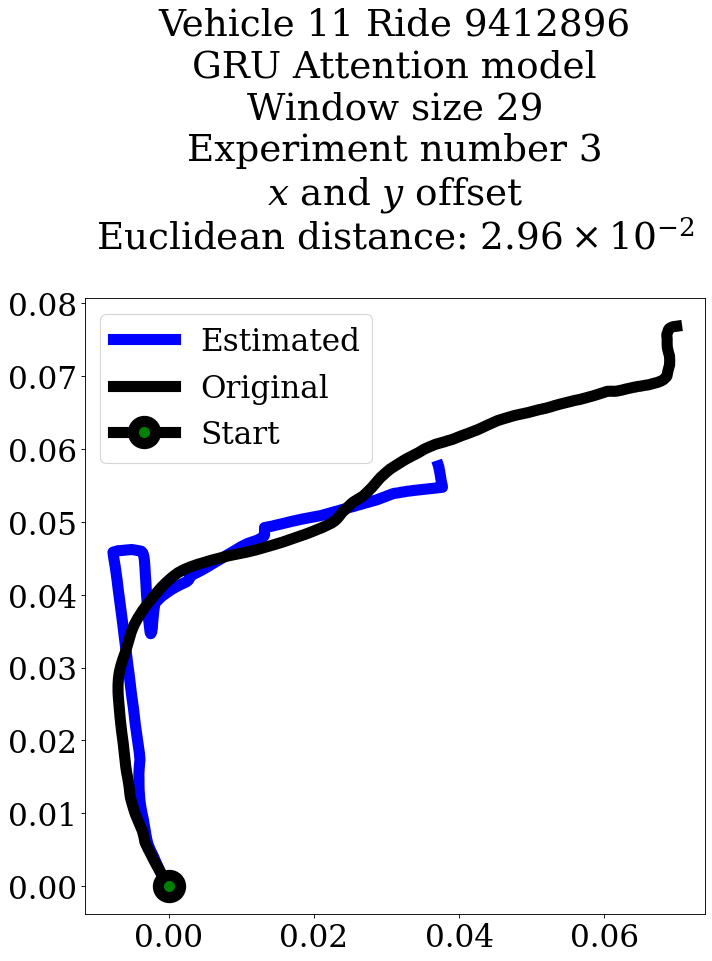 Vehicle 11 Ride 9412896
GRU Attention model
Window size 29
Experiment number 3
x and y offset
Euclidean distance: 2.96 × 10⁻²
0.08
0.07
0.06
0.05
0.04
0.03
0.02
0.01
0.00
Estimated
Original
Start
0.00 0.02 0.04 0.06